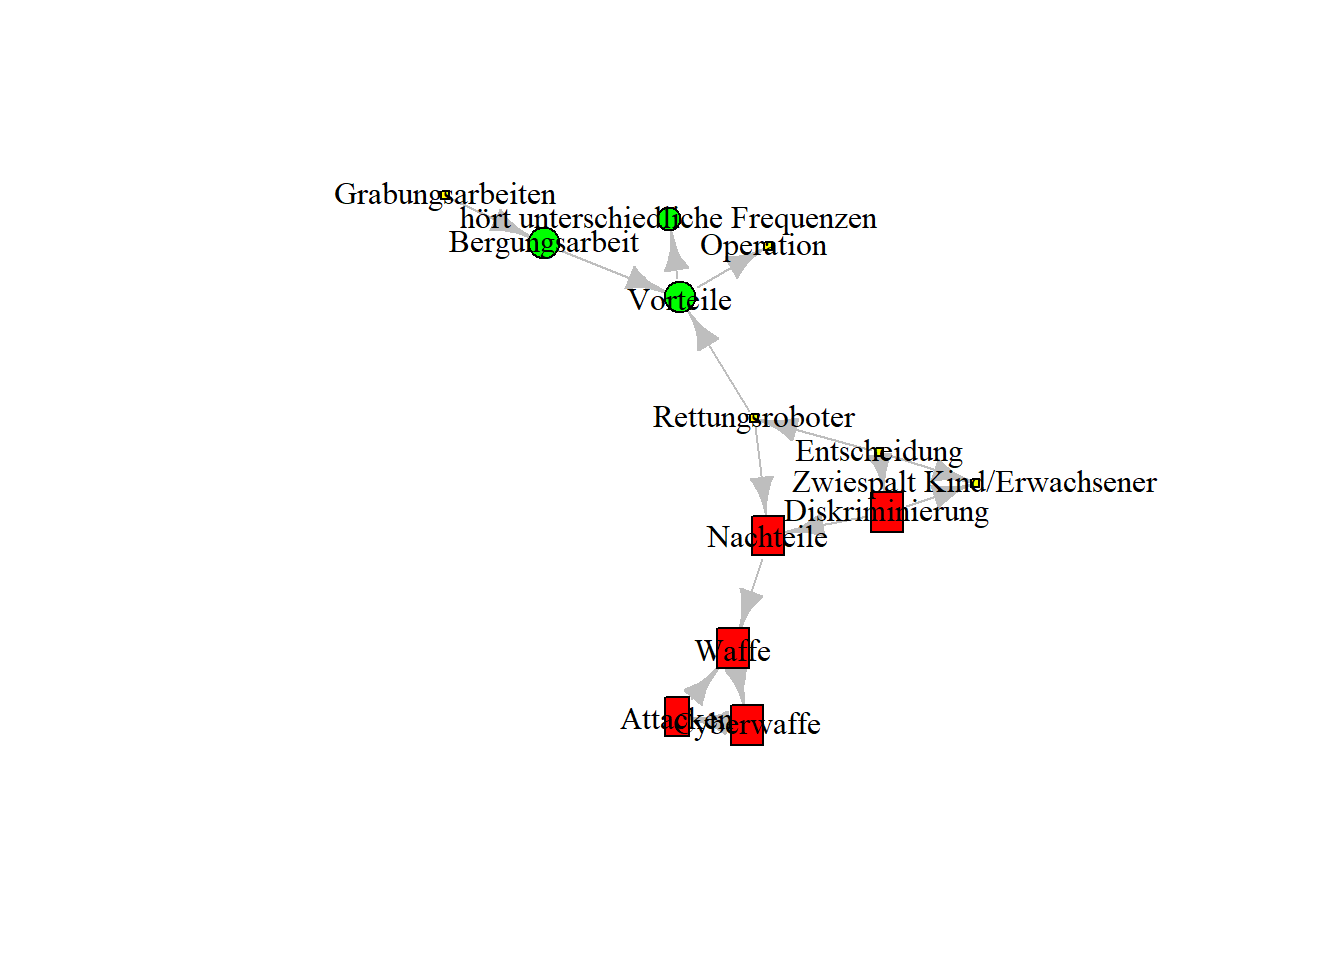 Grabungsarbeiten
hört unterschiedliche Frequenzen
Bergungsarbeit
Operation
Vorteile
Rettungsroboter
Entscheidung
Zwiespalt Kind/Erwachsener
Diskriminierung
Nachteile
Waffe
Attacken
Cyberwaffe